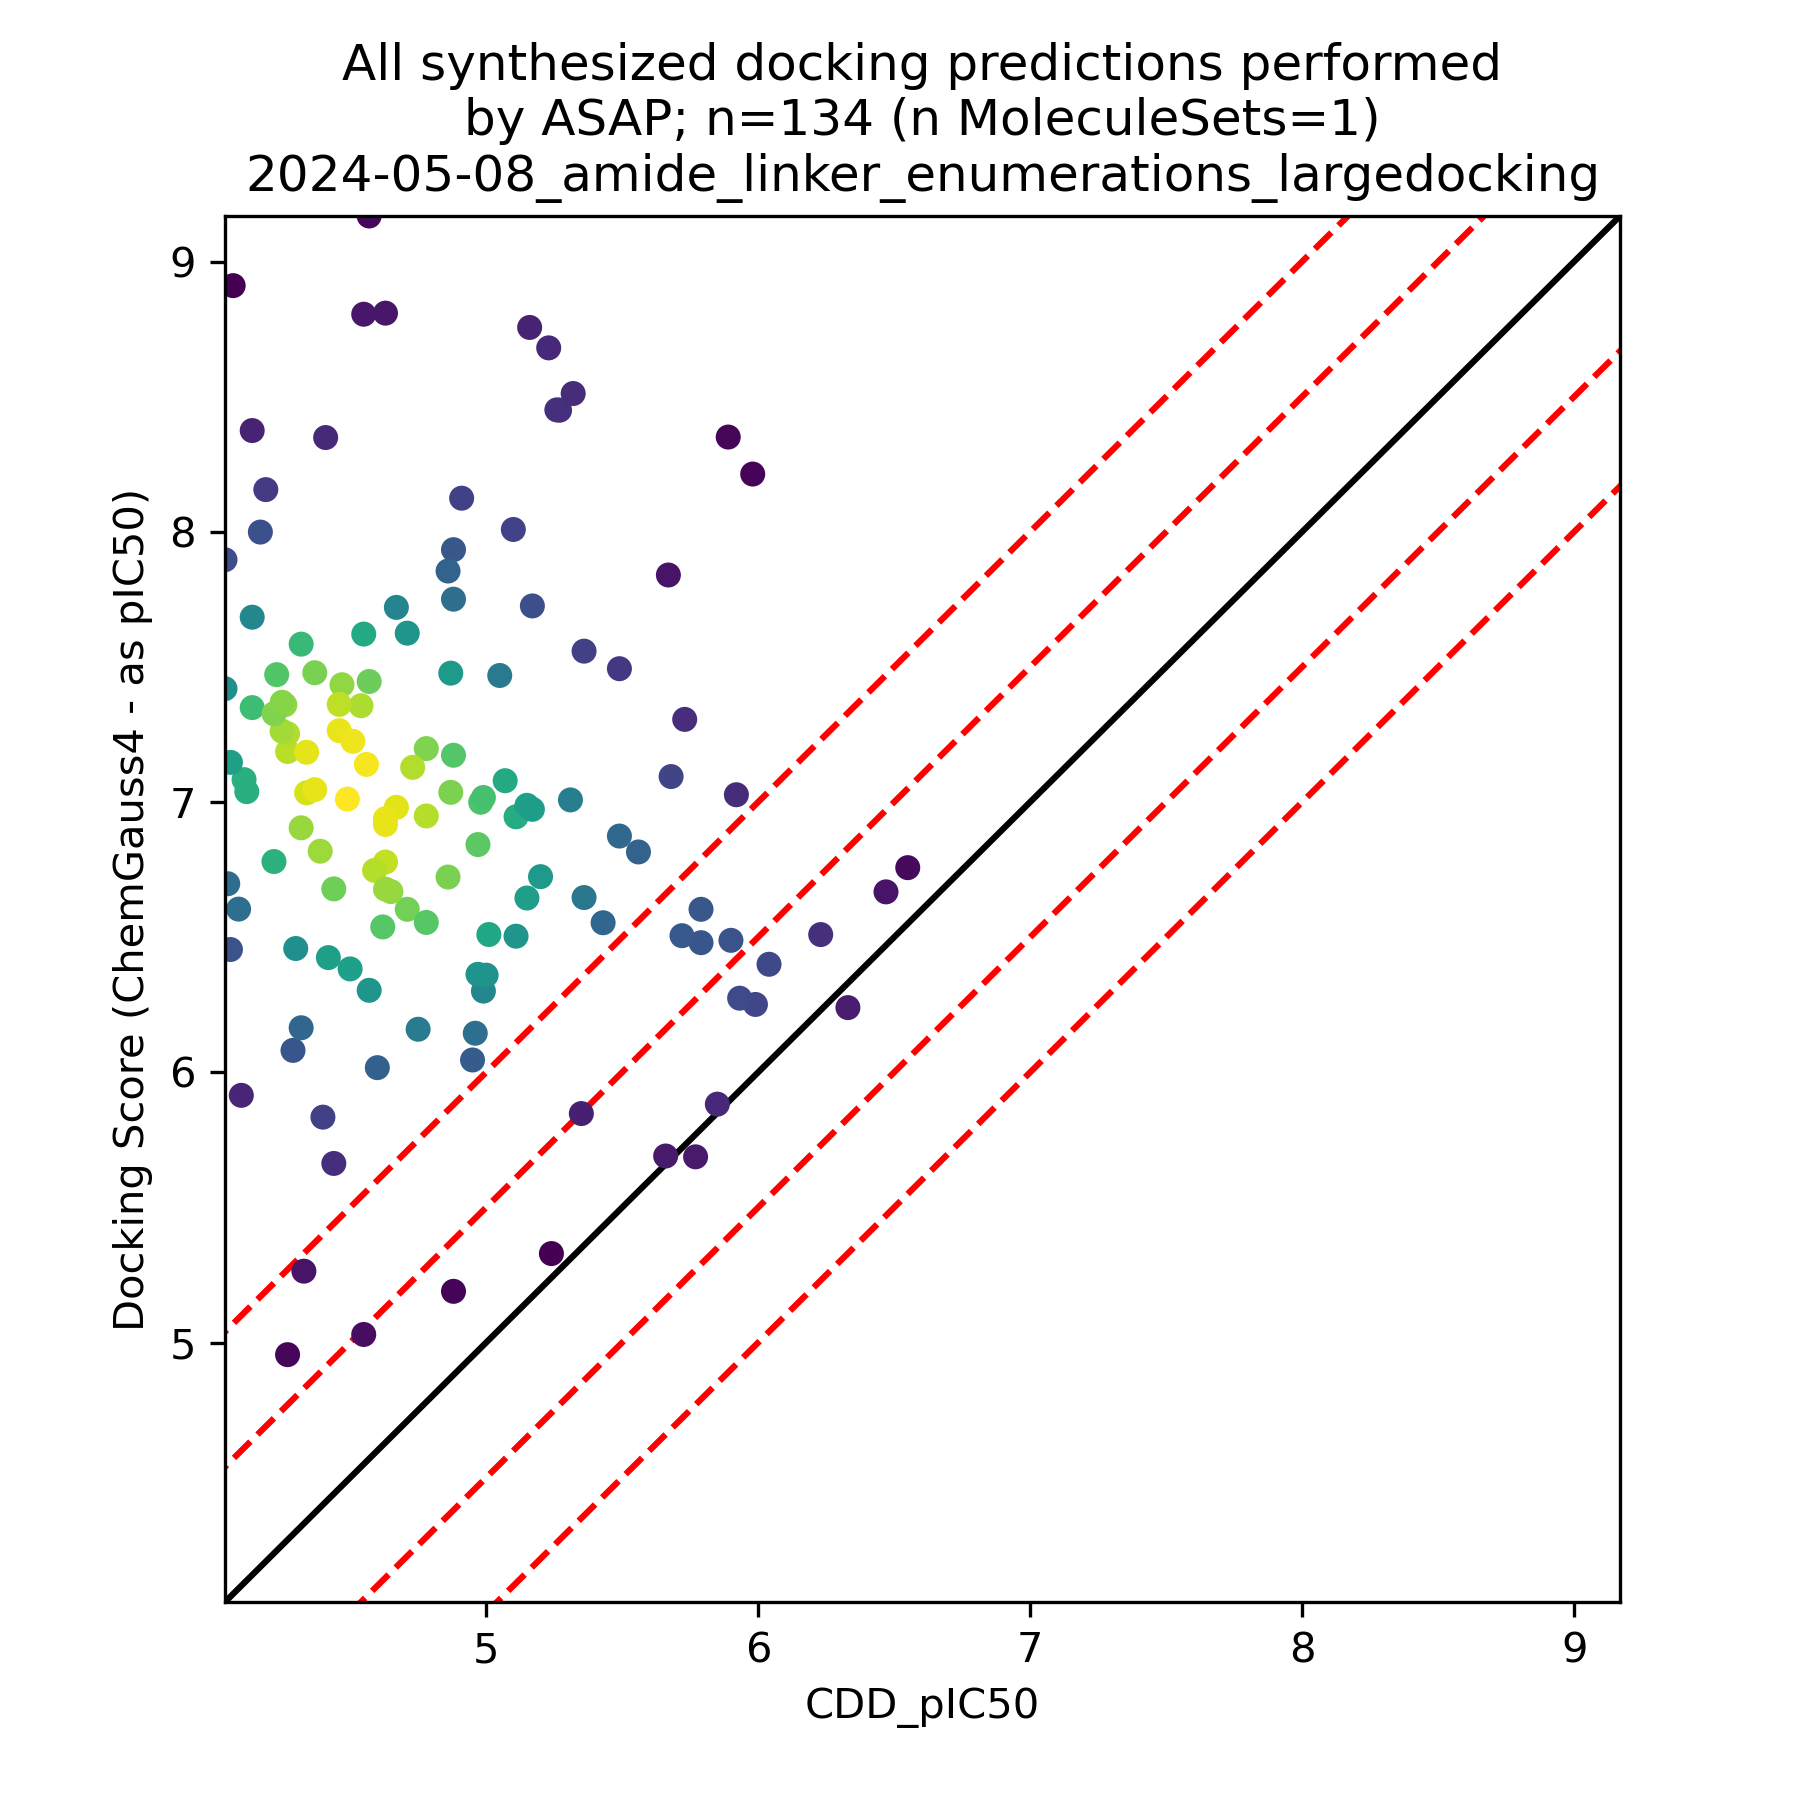 All synthesized docking predictions performed
by ASAP; n=134 (n MoleculeSets=1)
2024-05-08_amide_linker_enumerations_largedocking
9
8
7
6
5
Docking Score (ChemGauss4 - as pIC50)
5
6
7
8
9
CDD_pIC50